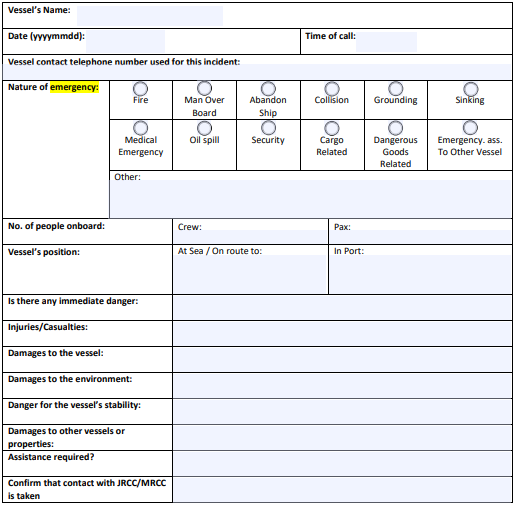 Vessel's Name:
Date (yyyymmdd):
Time of call:
Vessel contact telephone number used for this incident:
Nature of emergency:
Fire
Man Over
Board
Abandon
Ship
Collision
Grounding
Sinking
Medical
Emergency
Oil spill
Security
Cargo
Related
Dangerous
Goods
Related
Emergency. ass.
To Other Vessel
Other:
No. of people onboard:
Crew:
Pax:
Vessel's position:
At Sea / On route to:
In Port:
Is there any immediate danger:
Injuries/Casualties:
Damages to the vessel:
Damages to the environment:
Danger for the vessel's stability:
Damages to other vessels or
properties:
Assistance required?
Confirm that contact with JRCC/MRCC
is taken